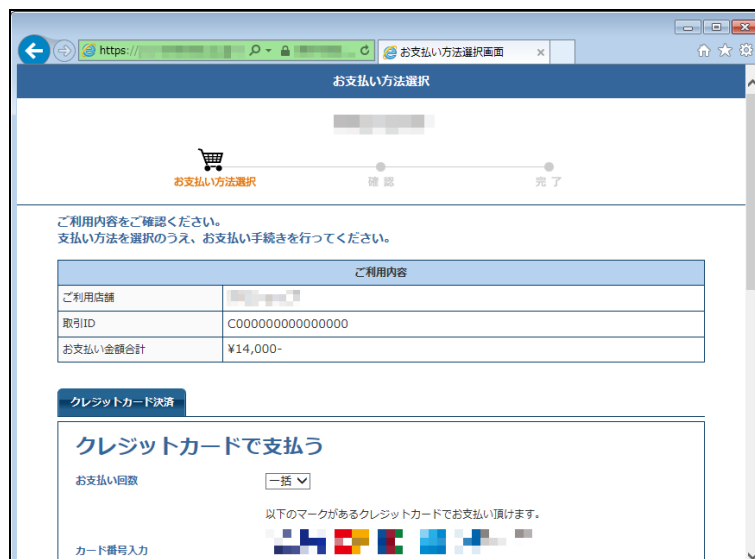 https://
お支払い方法選択画面
お支払い方法選択
お支払い方法選択
確認
完了
ご利用内容をご確認ください。
支払い方法を選択のうえ、お支払い手続きを行ってください。
ご利用内容
ご利用店舗
取引ID
C000000000000000
お支払い金額合計
¥14,000-
クレジットカード決済
クレジットカードで支払う
お支払い回数
一括
以下のマークがあるクレジットカードでお支払い頂けます。
カード番号入力